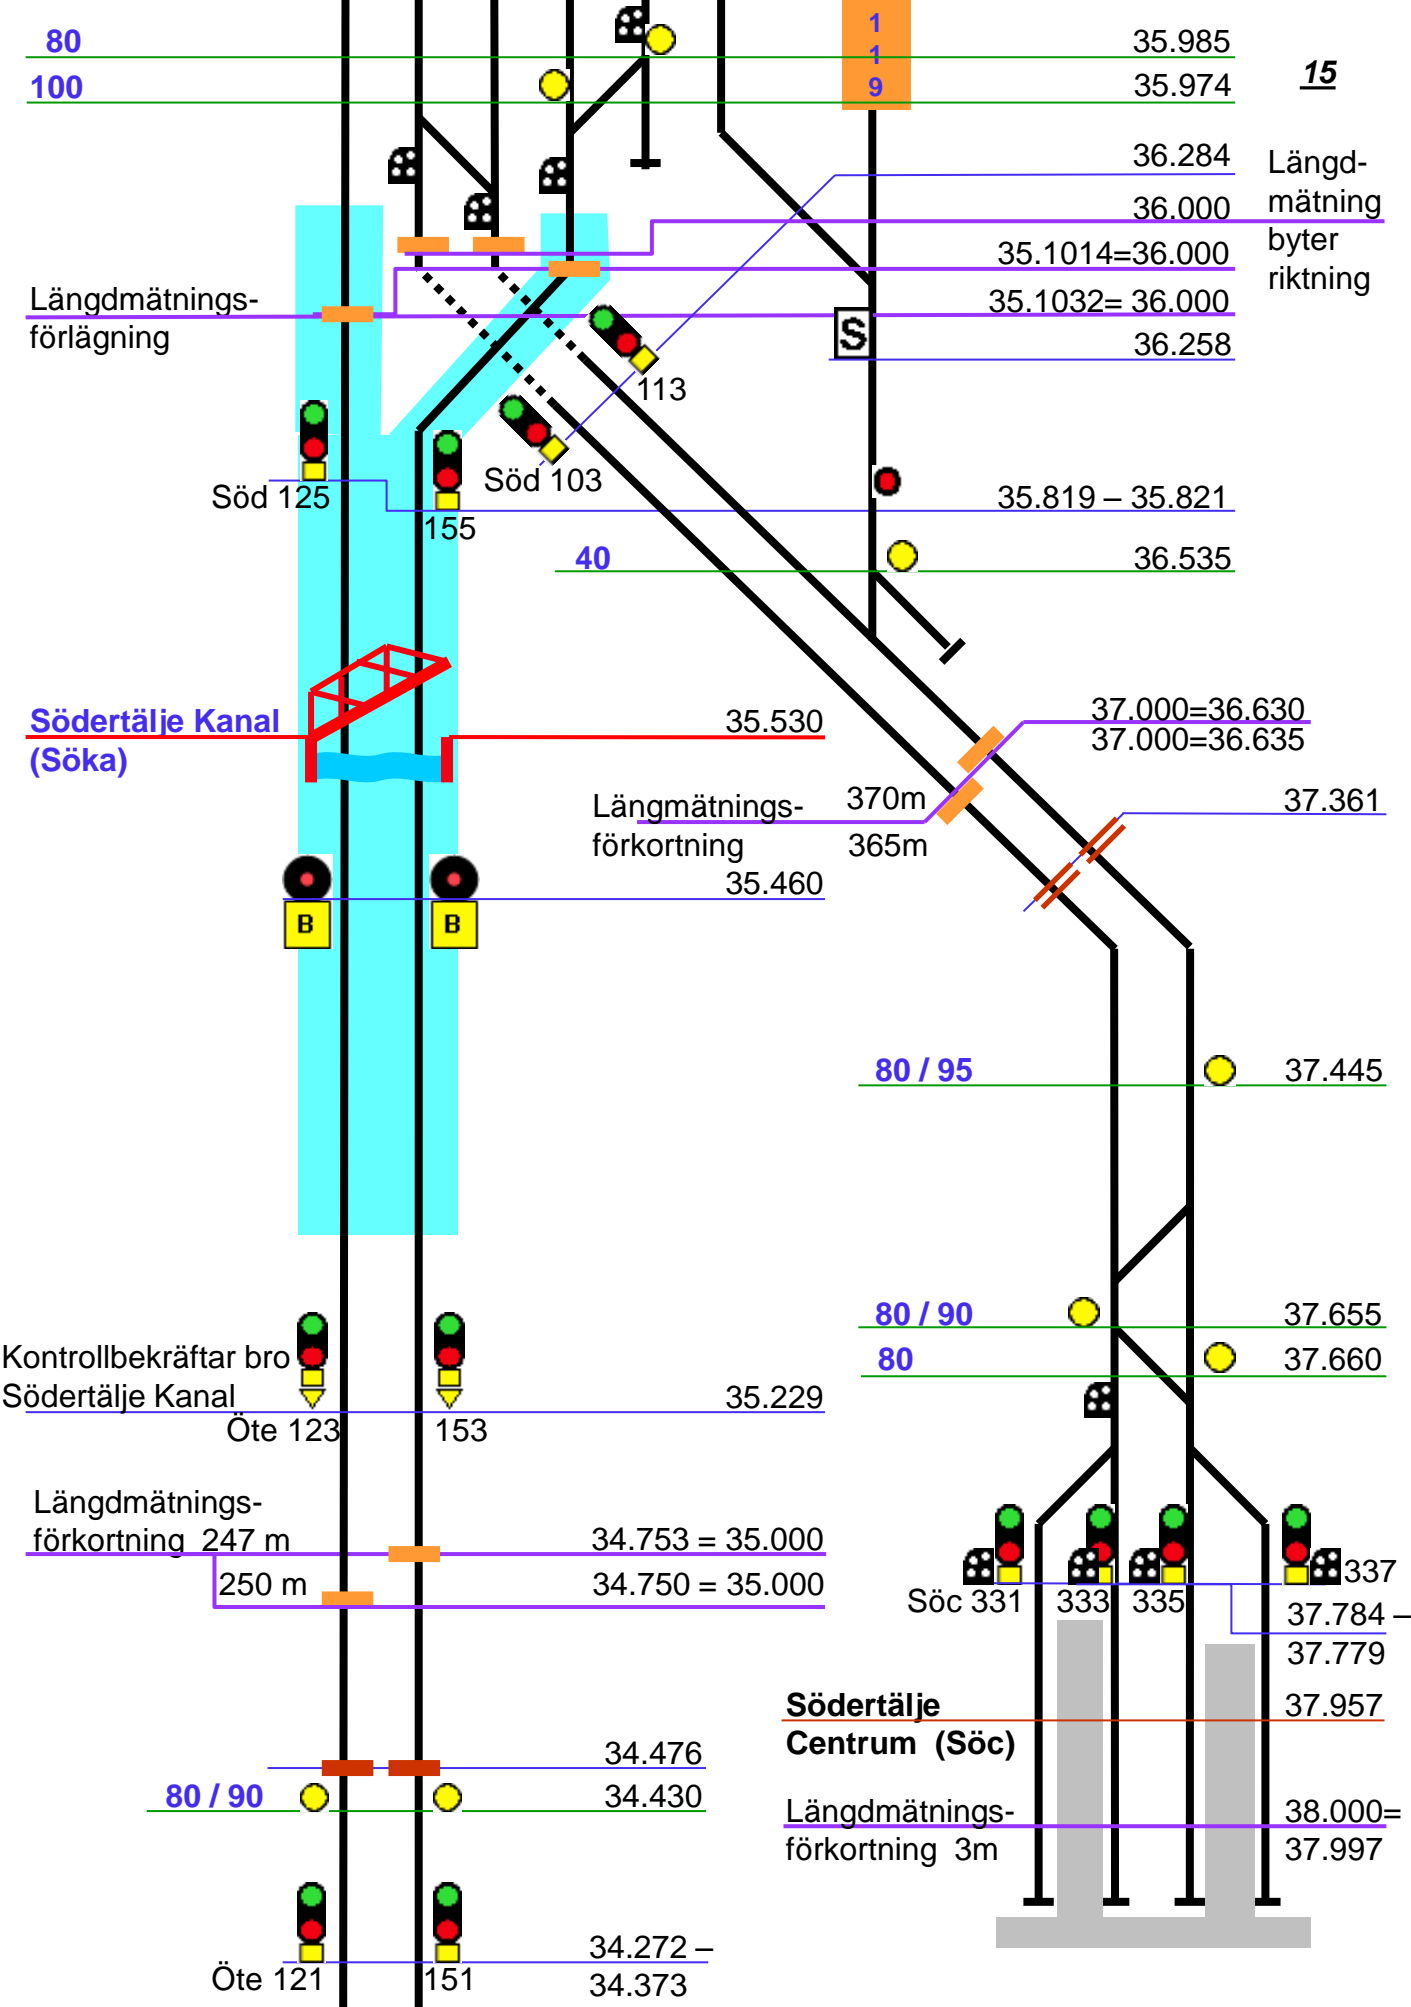 80
35.985
1
1
9
15
100
35.974
36.284
Längd-
mätning
byter
riktning
36.000
35.1014=36.000
35.1032= 36.000
Längdmätnings-
förlägning
S
36.258
113
Söd 103
Söd 125
155
35.819 – 35.821
40
36.535
Södertälje Kanal
(Söka)
35.530
37.000=36.630
37.000=36.635
Längmätnings-
förkortning
370m
365m
37.361
35.460
B
B
80 / 95
37.445
80 / 90
37.655
80
37.660
Kontrollbekräftar bro
Södertälje Kanal
35.229
Öte 123
153
Längdmätnings-
förkortning 247 m
34.753 = 35.000
250 m
34.750 = 35.000
337
Söc 331
333
335
37.784 –
37.779
Södertälje
Centrum (Söc)
37.957
34.476
80 / 90
34.430
Längdmätnings-
förkortning 3m
38.000=
37.997
Öte 121
151
34.272 –
34.373